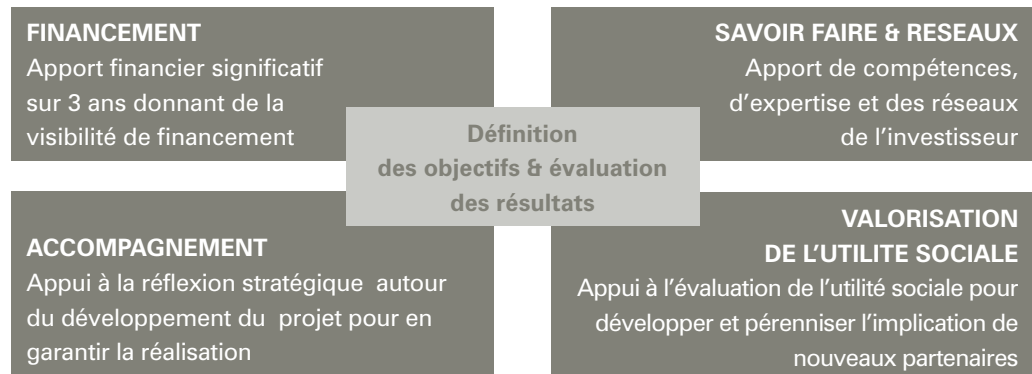 FINANCEMENT
Apport financier significatif
sur 3 ans donnant de la
visibilité de financement
SAVOIR FAIRE & RESEAUX
Apport de compétences,
d’expertise et des réseaux
de l’investisseur
Définition
des objectifs & évaluation
des résultats
ACCOMPAGNEMENT
Appui à la réflexion stratégique autour
du développement du projet pour en
garantir la réalisation
VALORISATION
DE L’UTILITE SOCIALE
Appui à l’évaluation de l’utilité sociale pour
développer et pérenniser l’implication de
nouveaux partenaires